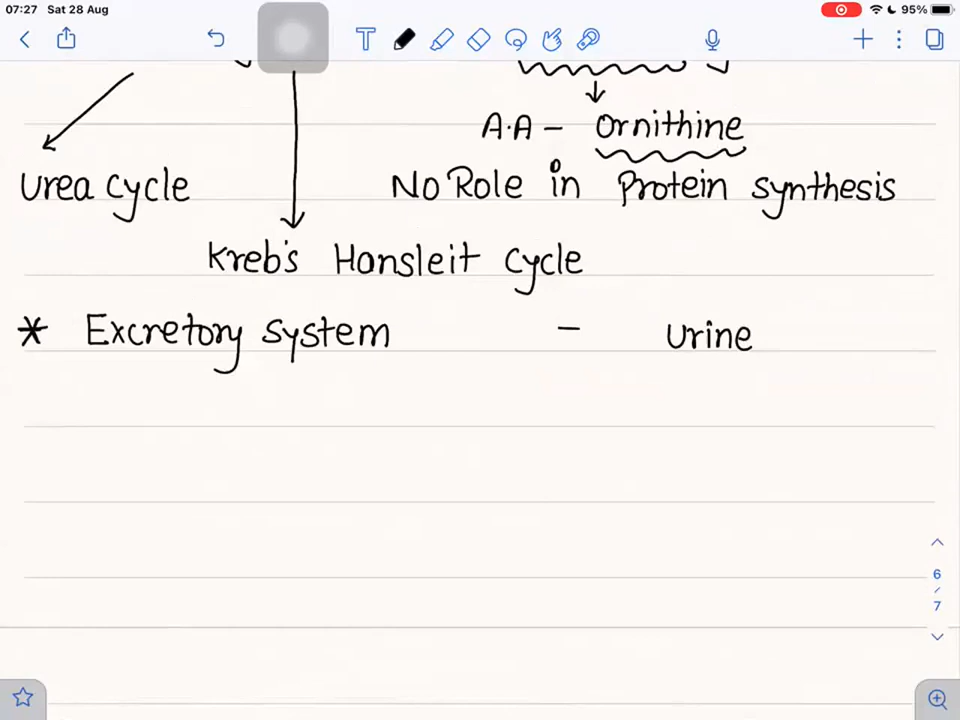 07:27 Sat 28 Aug 95%
T
A.A – Ornithine
Urea Cycle No Role in Protein synthesis
Kreb's Hansleit Cycle
* Excretory system – urine
6
/
7